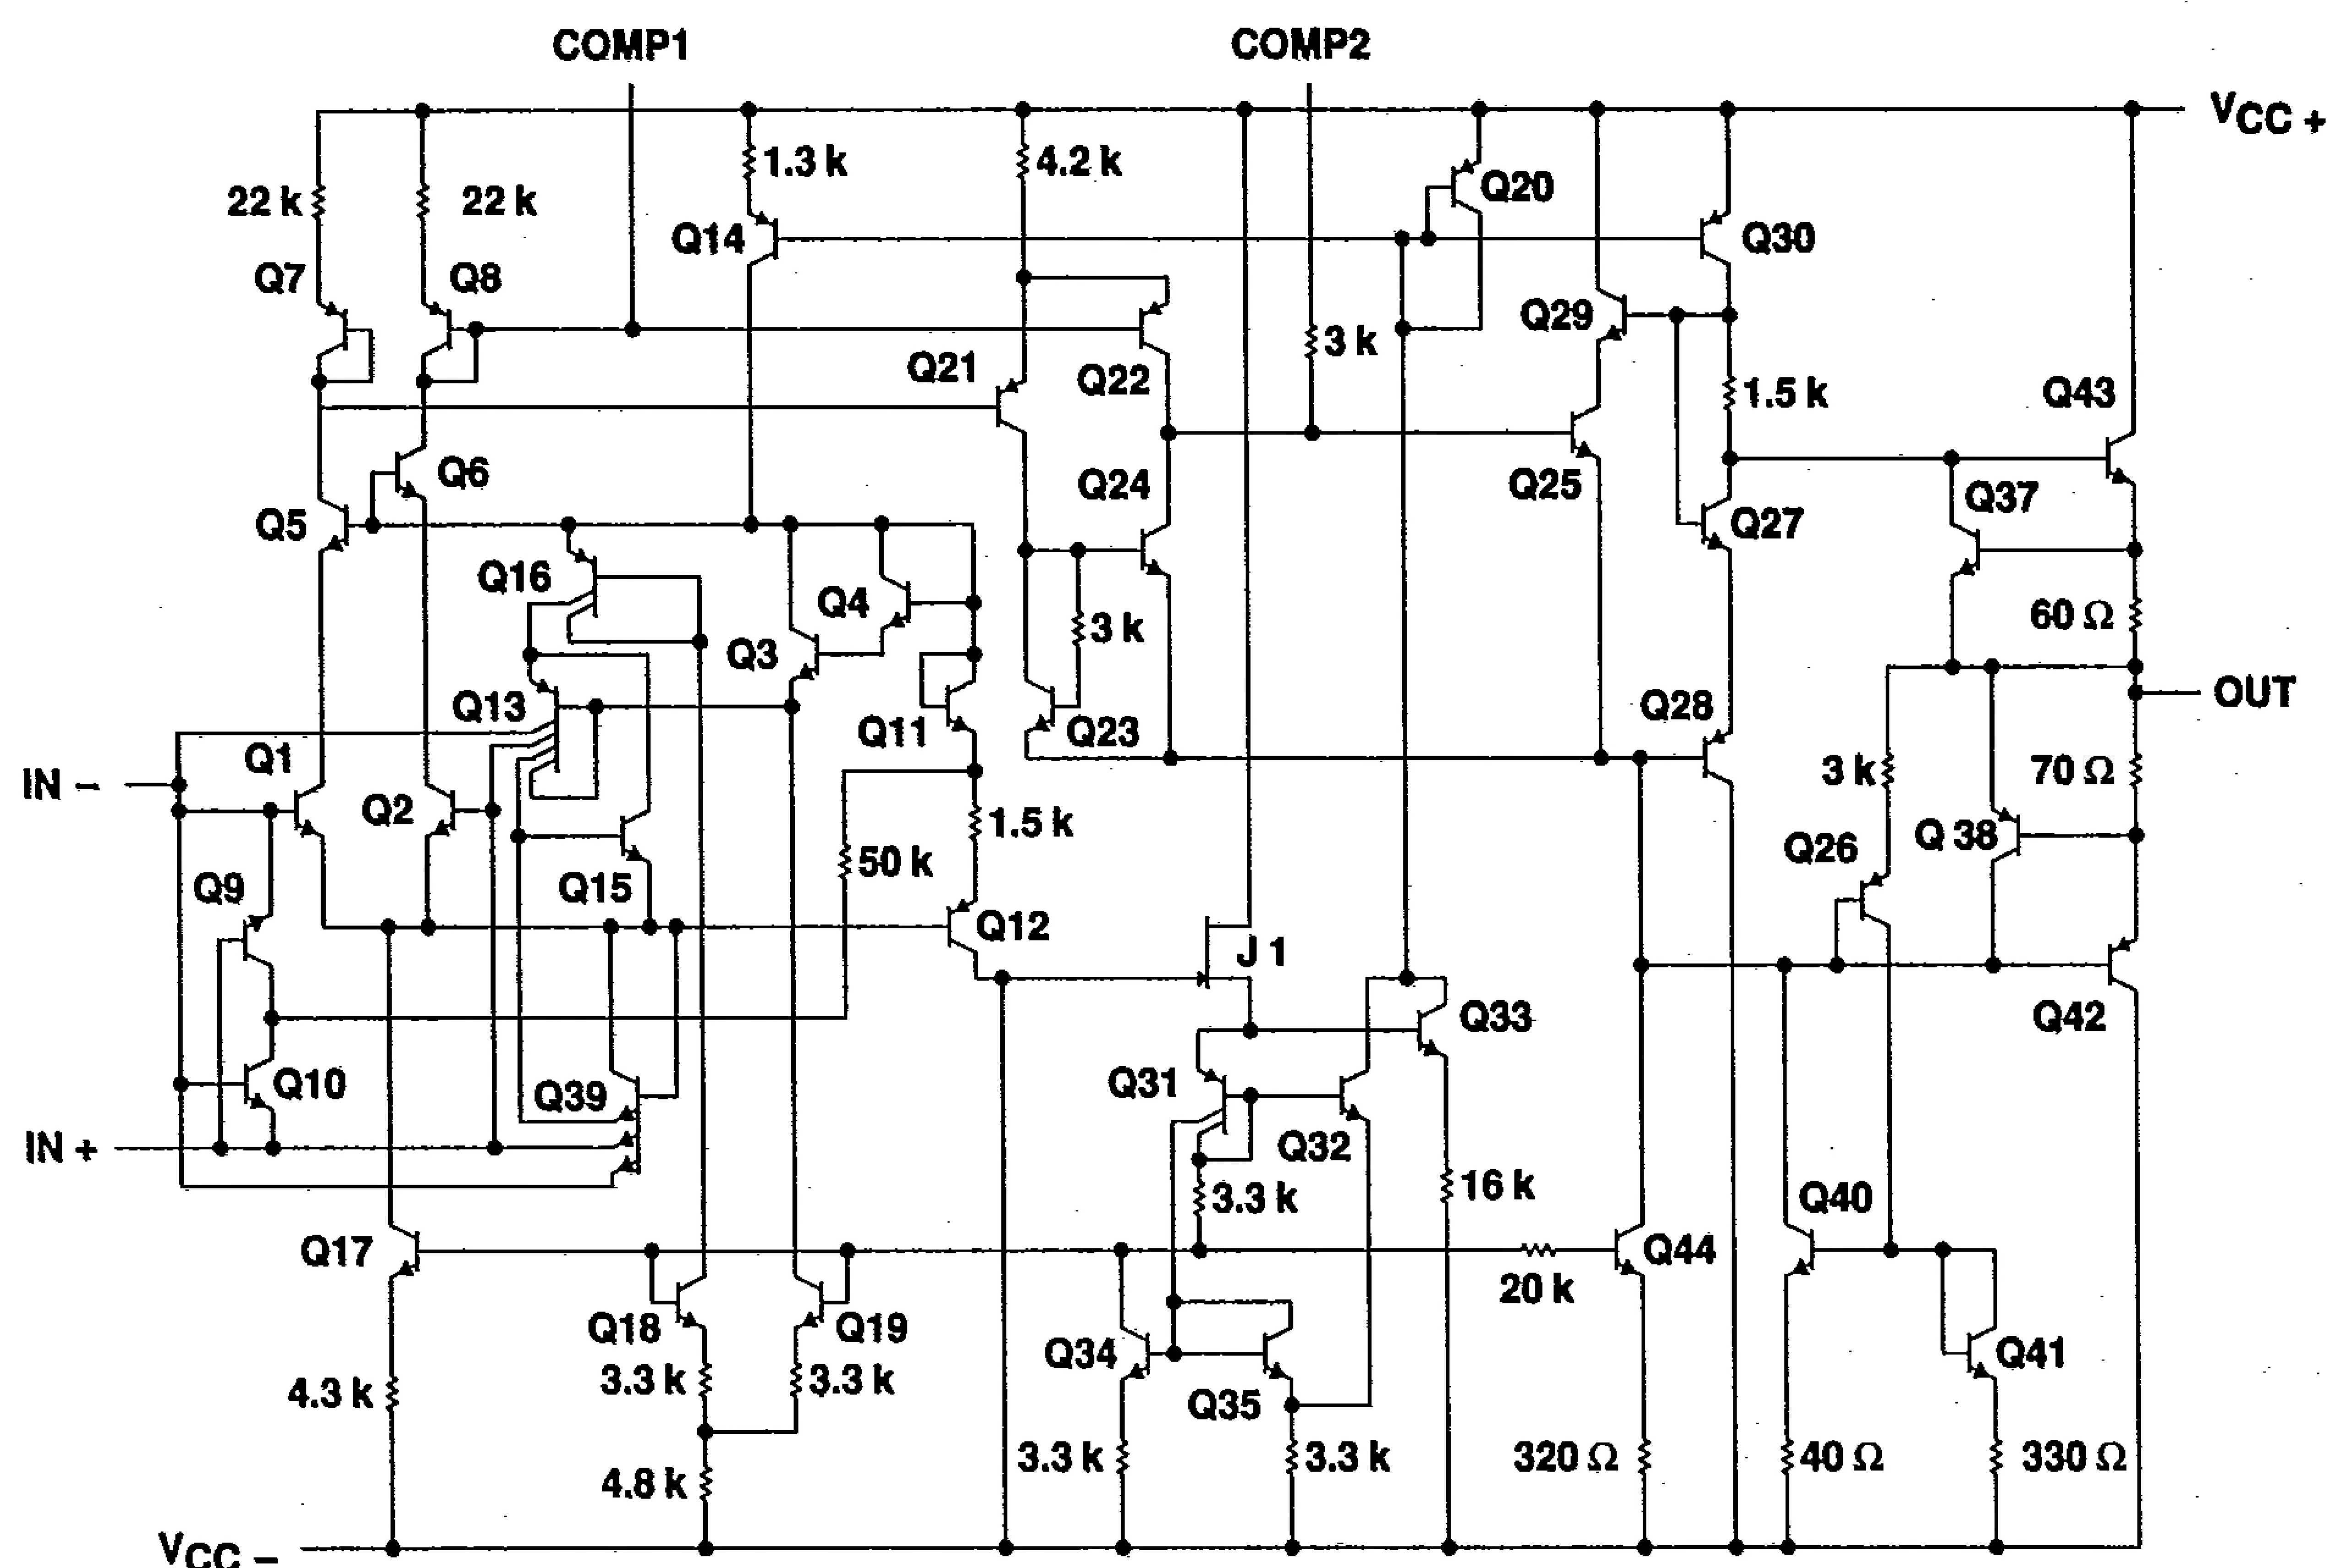 COMP1
COMP2
VCC +
1.3 k
4.2 k
22 k
22 k
Q20
Q14
Q30
Q7
Q8
Q29
3 k
Q21
Q22
1.5 k
Q43
Q6
Q24
Q25
Q37
Q5
Q27
Q16
Q4
60 Ω
3 k
Q3
OUT
Q13
Q11
Q23
Q28
Q1
IN –
Q2
3 k
70 Ω
1.5 k
Q9
Q15
50 k
Q26
Q 38
Q12
J 1
Q33
Q42
Q10
Q39
Q31
IN +
Q32
3.3 k
16 k
Q40
Q17
Q44
20 k
Q18
Q19
Q34
Q41
4.3 k
3.3 k
3.3 k
Q35
4.8 k
3.3 k
3.3 k
320 Ω
40 Ω
330 Ω
VCC –